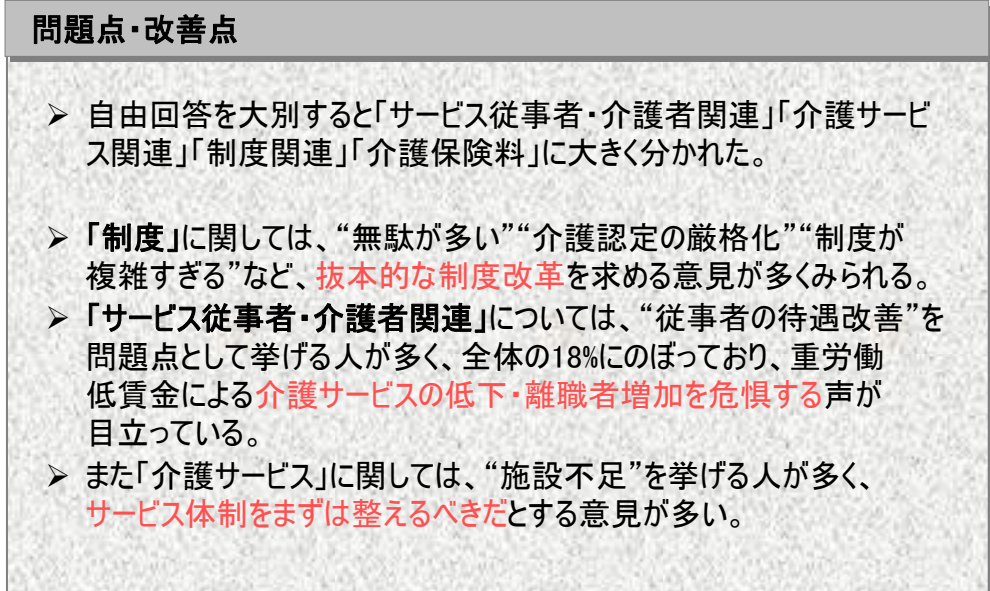 問題点・改善点
➢ 自由回答を大別すると「サービス従事者・介護者関連」「介護サービ
ス関連」「制度関連」「介護保険料」に大きく分かれた。
➢ 「制度」に関しては、“無駄が多い”“介護認定の厳格化”“制度が
複雑すぎる”など、抜本的な制度改革を求める意見が多くみられる。
➢ 「サービス従事者・介護者関連」については、“従事者の待遇改善”を
問題点として挙げる人が多く、全体の18%にのぼっており、重労働
低賃金による介護サービスの低下・離職者増加を危惧する声が
目立っている。
➢ また「介護サービス」に関しては、“施設不足”を挙げる人が多く、
サービス体制をまずは整えるべきだとする意見が多い。